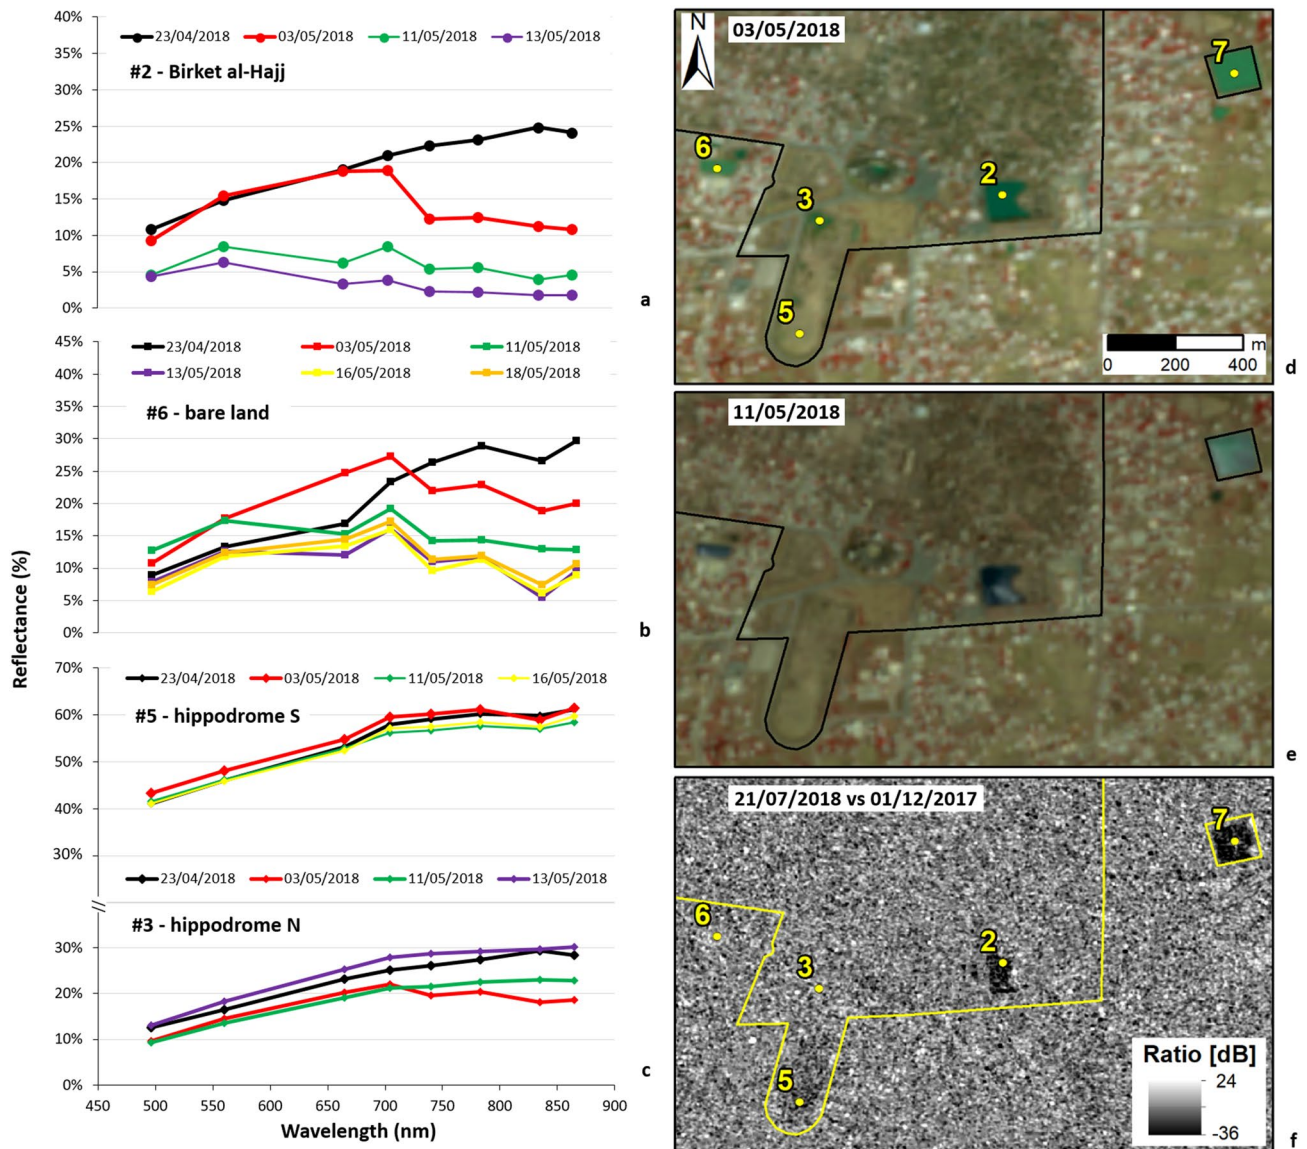 40%
23/04/2018 03/05/2018 11/05/2018 13/05/2018
35%
#2 - Birket al-Hajj
30%
25%
20%
15%
10%
5%
0%
a
45%
23/04/2018 03/05/2018 11/05/2018
40%
13/05/2018 16/05/2018 18/05/2018
35%
#6 - bare land
30%
25%
20%
15%
10%
5%
0%
b
70%
23/04/2018 03/05/2018 11/05/2018 16/05/2018
60%
#5 - hippodrome S
50%
40%
30%
23/04/2018 03/05/2018 11/05/2018 13/05/2018
#3 - hippodrome N
30%
20%
10%
0%
c
450 500 550 600 650 700 750 800 850 900
Wavelength (nm)
Reflectance (%)
N
03/05/2018
7
6
2
3
5
m
0 200 400
d
11/05/2018
e
21/07/2018 vs 01/12/2017
7
6
2
3
5
Ratio [dB]
24
-36
f